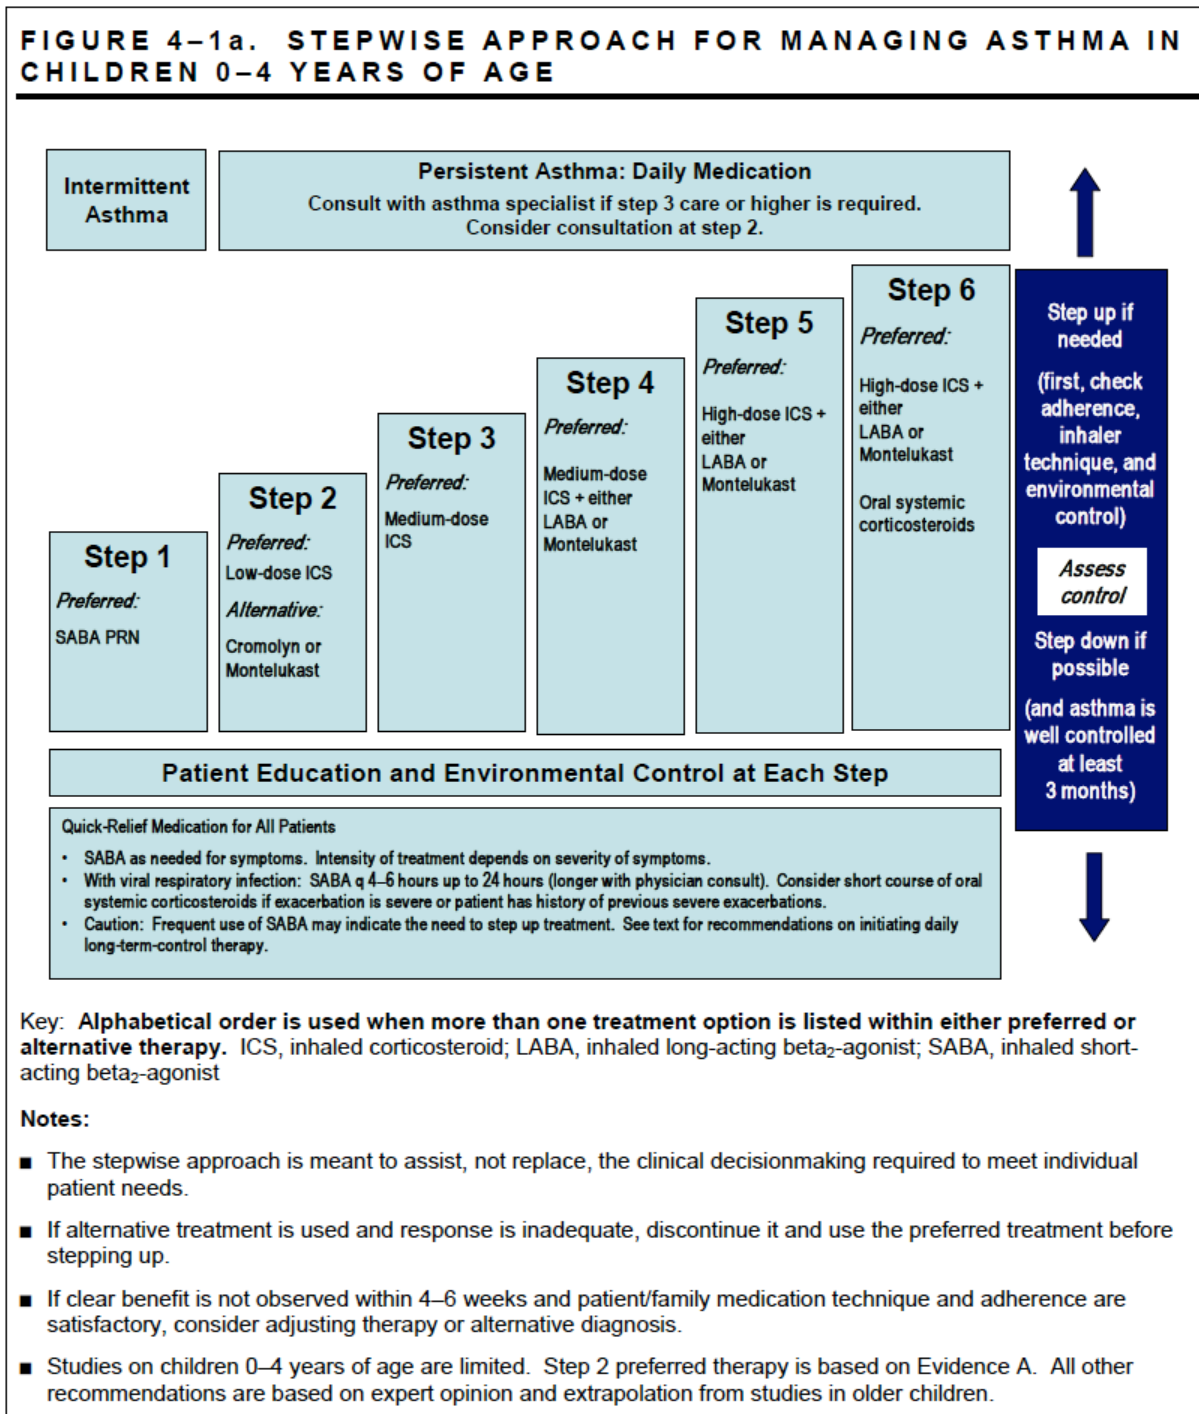 FIGURE 4–1a. STEPWISE APPROACH FOR MANAGING ASTHMA IN
CHILDREN 0–4 YEARS OF AGE
Intermittent
Asthma
Persistent Asthma: Daily Medication
Consult with asthma specialist if step 3 care or higher is required.
Consider consultation at step 2.
Step 1
Preferred:
SABA PRN
Step 2
Preferred:
Low-dose ICS
Alternative:
Cromolyn or
Montelukast
Step 3
Preferred:
Medium-dose
ICS
Step 4
Preferred:
Medium-dose
ICS + either
LABA or
Montelukast
Step 5
Preferred:
High-dose ICS +
either
LABA or
Montelukast
Step 6
Preferred:
High-dose ICS +
either
LABA or
Montelukast
Oral systemic
corticosteroids
Step up if
needed
(first, check
adherence,
inhaler
technique, and
environmental
control)
Assess
control
Step down if
possible
(and asthma is
well controlled
at least
3 months)
Patient Education and Environmental Control at Each Step
Quick-Relief Medication for All Patients
• SABA as needed for symptoms. Intensity of treatment depends on severity of symptoms.
• With viral respiratory infection: SABA q 4–6 hours up to 24 hours (longer with physician consult). Consider short course of oral
systemic corticosteroids if exacerbation is severe or patient has history of previous severe exacerbations.
• Caution: Frequent use of SABA may indicate the need to step up treatment. See text for recommendations on initiating daily
long-term-control therapy.
Key: Alphabetical order is used when more than one treatment option is listed within either preferred or
alternative therapy. ICS, inhaled corticosteroid; LABA, inhaled long-acting beta₂-agonist; SABA, inhaled short-
acting beta₂-agonist
Notes:
■ The stepwise approach is meant to assist, not replace, the clinical decisionmaking required to meet individual
patient needs.
■ If alternative treatment is used and response is inadequate, discontinue it and use the preferred treatment before
stepping up.
■ If clear benefit is not observed within 4–6 weeks and patient/family medication technique and adherence are
satisfactory, consider adjusting therapy or alternative diagnosis.
■ Studies on children 0–4 years of age are limited. Step 2 preferred therapy is based on Evidence A. All other
recommendations are based on expert opinion and extrapolation from studies in older children.